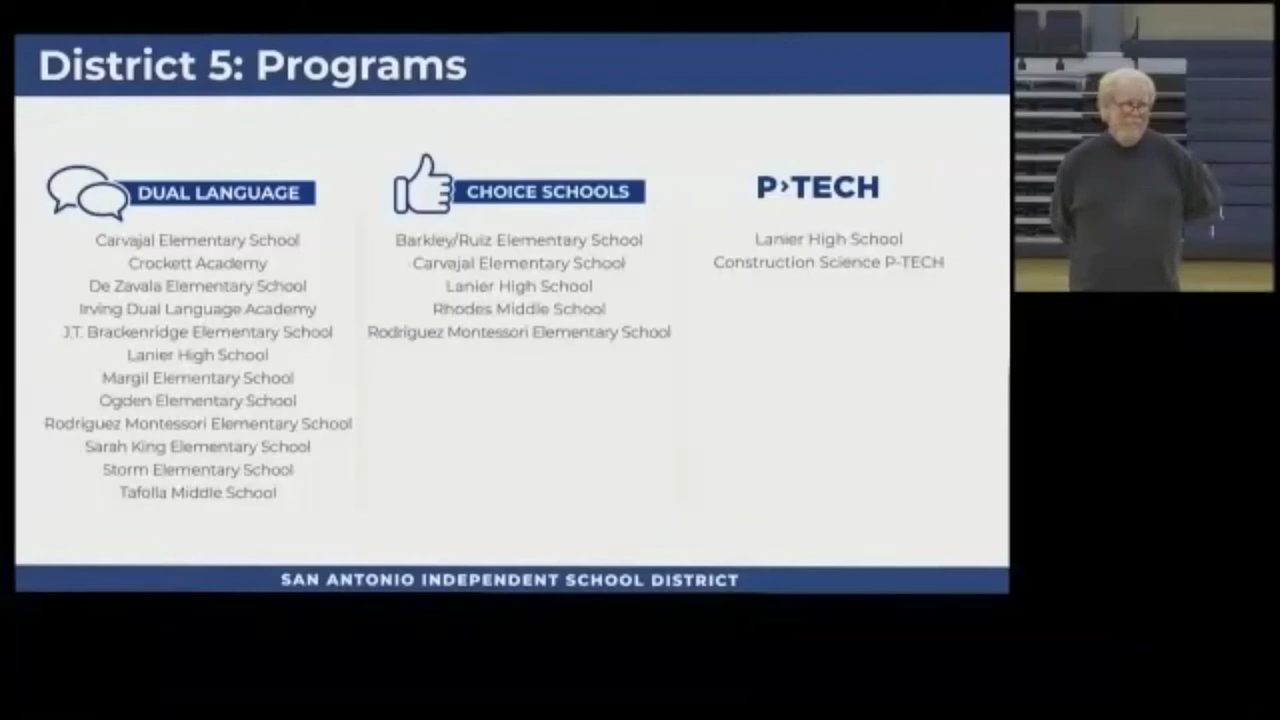 District 5: Programs
DUAL LANGUAGE
Carvajal Elementary School
Crockett Academy
De Zavala Elementary School
Irving Dual Language Academy
J.T. Brackenridge Elementary School
Lanier High School
Margil Elementary School
Ogden Elementary School
Rodriguez Montessori Elementary School
Sarah King Elementary School
Storm Elementary School
Tafolla Middle School
CHOICE SCHOOLS
Barkley/Ruiz Elementary School
Carvajal Elementary School
Lanier High School
Rhodes Middle School
Rodriguez Montessori Elementary School
P›TECH
Lanier High School
Construction Science P-TECH
SAN ANTONIO INDEPENDENT SCHOOL DISTRICT